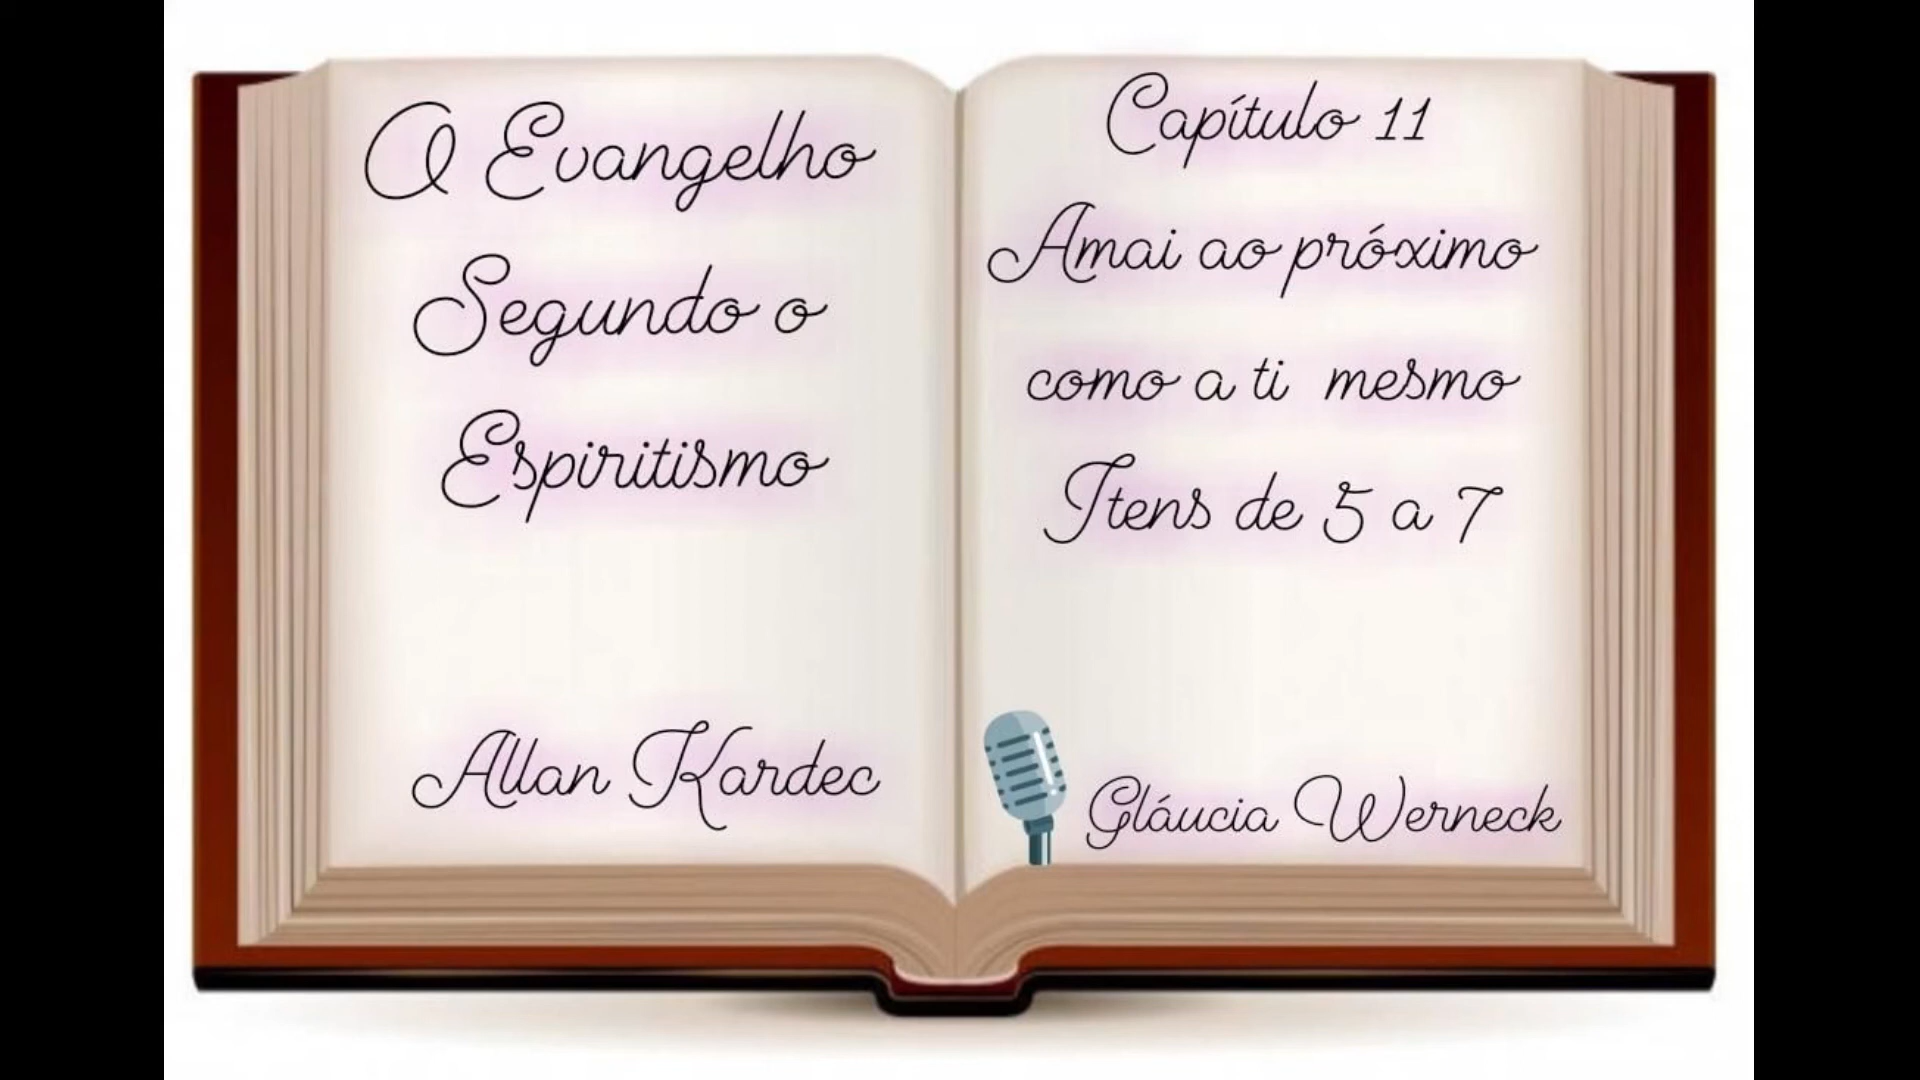 O Evangelho
Segundo o
Espiritismo
Allan Kardec
Capítulo 11
Amai ao próximo
como a ti mesmo
Itens de 5 a 7
Gláucia Werneck